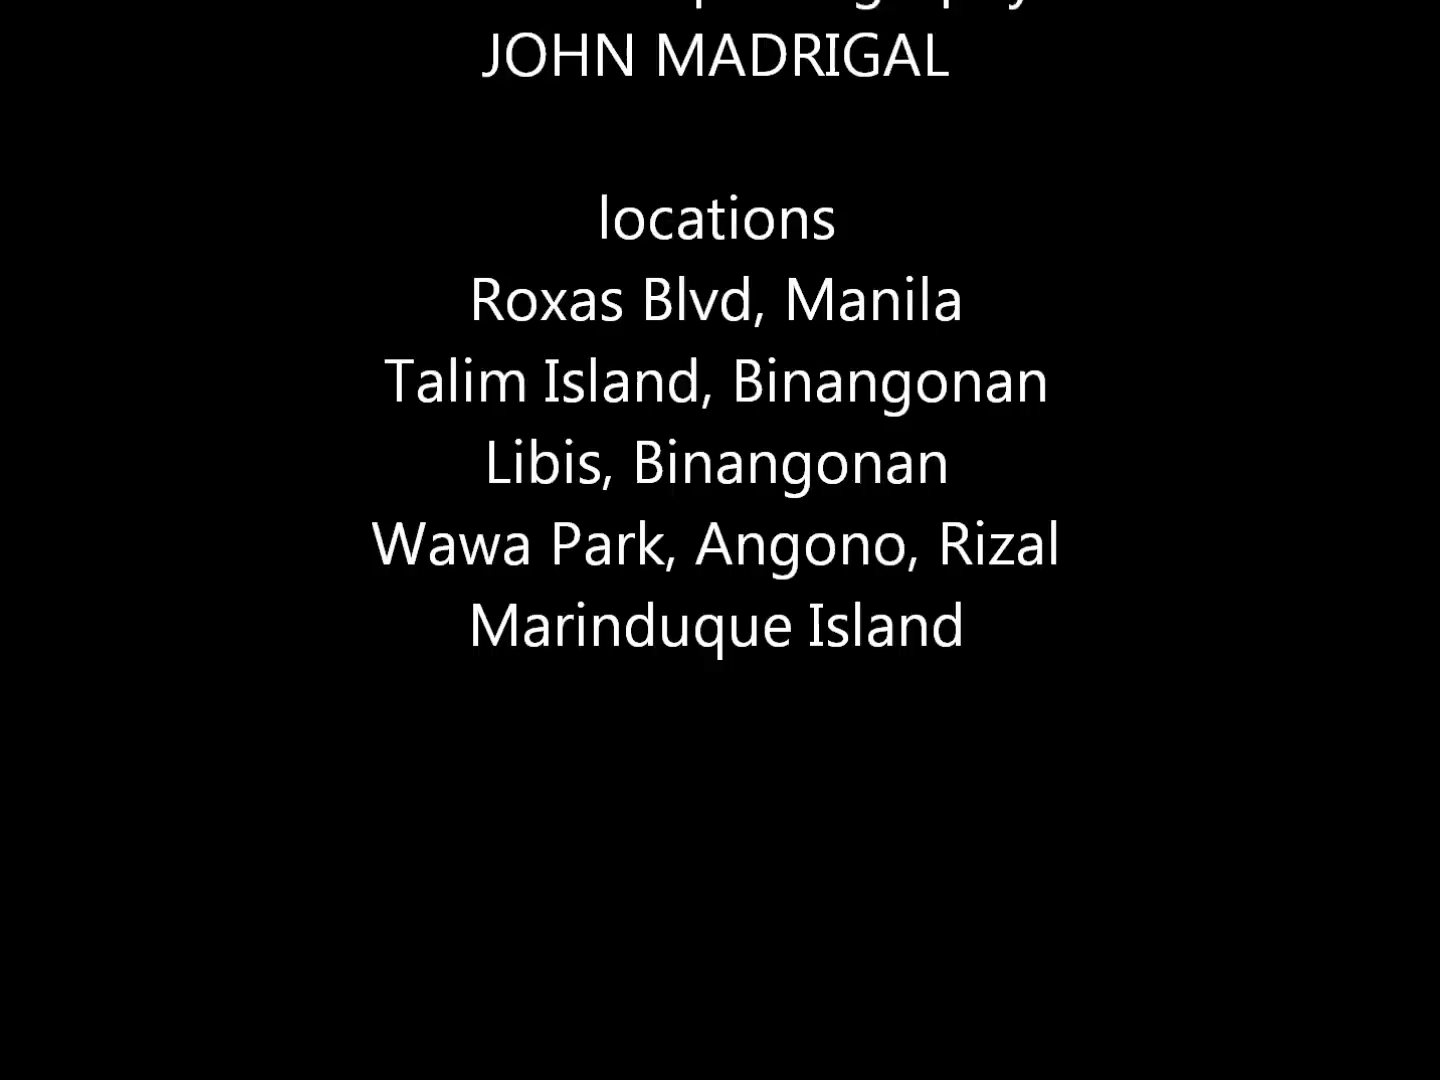 JOHN MADRIGAL
locations
Roxas Blvd, Manila
Talim Island, Binangonan
Libis, Binangonan
Wawa Park, Angono, Rizal
Marinduque Island